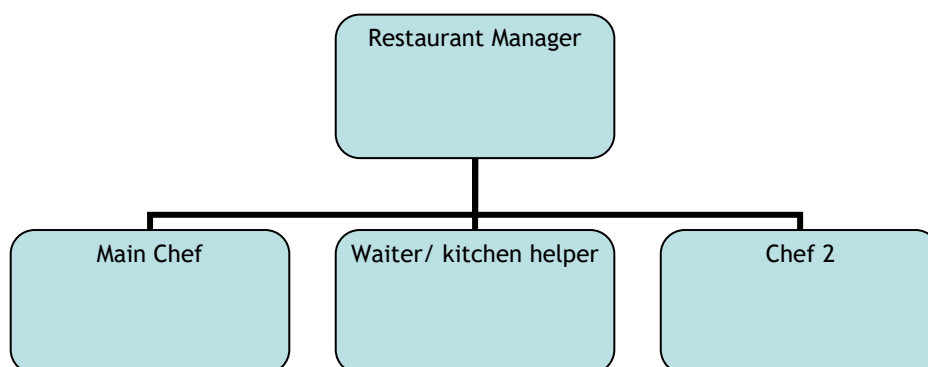 Restaurant Manager
Main Chef
Waiter/ kitchen helper
Chef 2